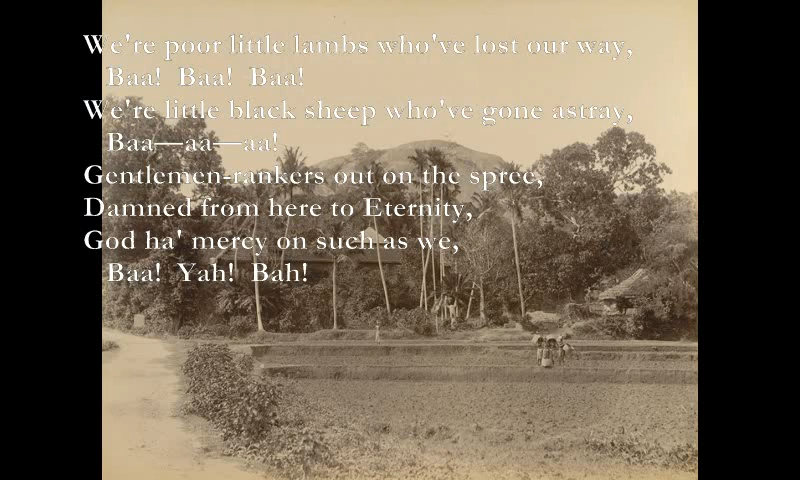 We're poor little lambs who've lost our way,
Baa! Baa! Baa!
We're little black sheep who've gone astray,
Baa—aa—aa!
Gentlemen-rankers out on the spree,
Damned from here to Eternity,
God ha' mercy on such as we,
Baa! Yah! Bah!